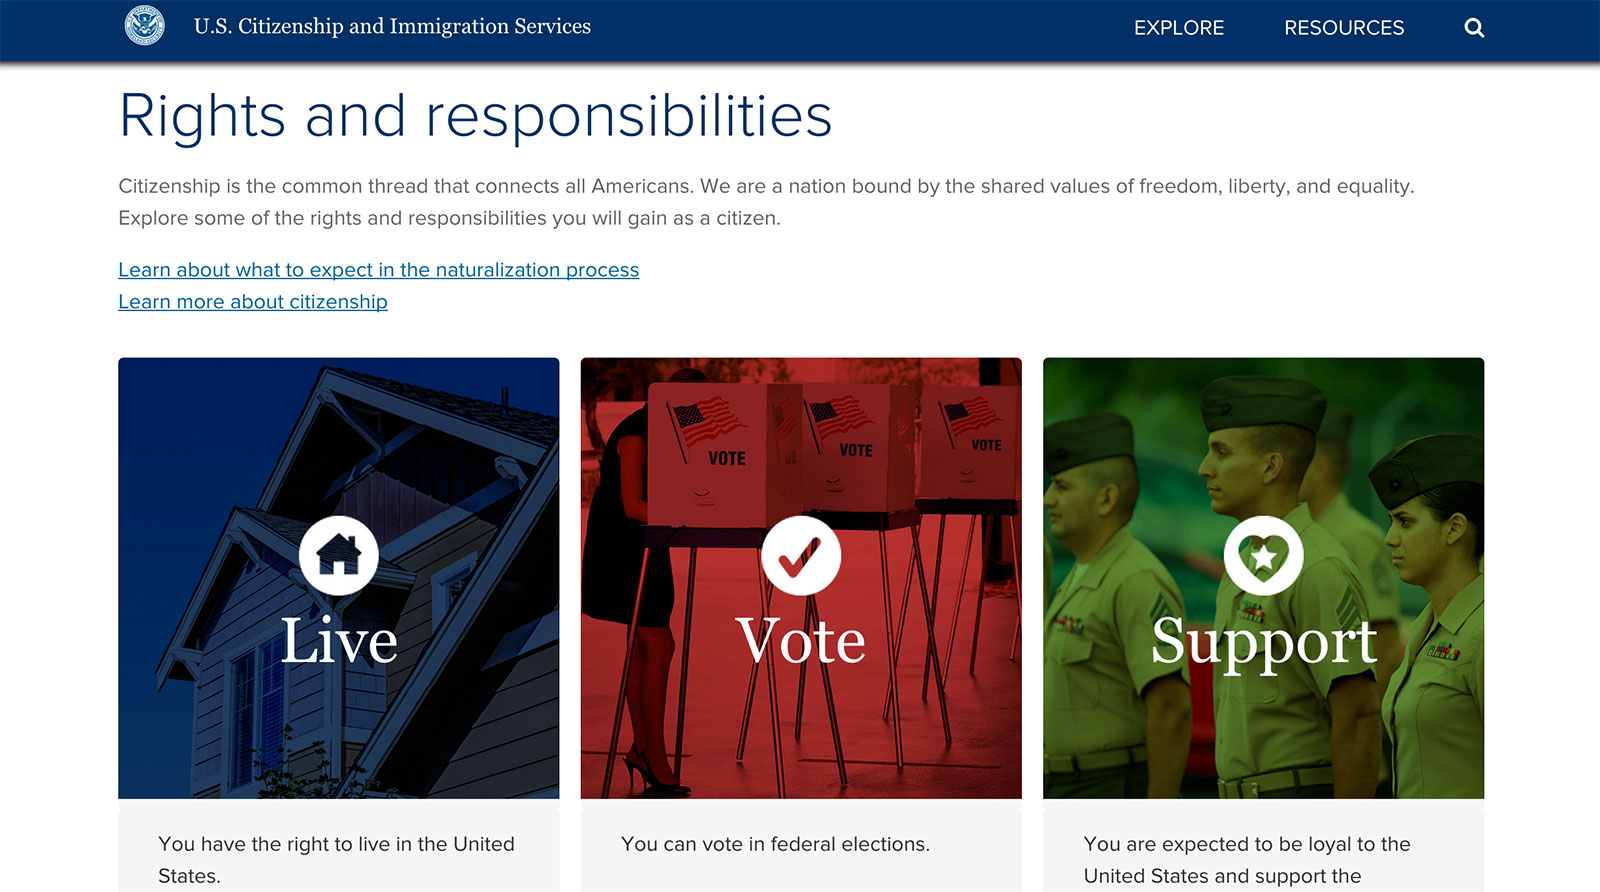 U.S. Citizenship and Immigration Services
EXPLORE
RESOURCES
Rights and responsibilities
Citizenship is the common thread that connects all Americans. We are a nation bound by the shared values of freedom, liberty, and equality.
Explore some of the rights and responsibilities you will gain as a citizen.
Learn about what to expect in the naturalization process
Learn more about citizenship
Live
VOTE
VOTE
VOTE
Vote
Support
You have the right to live in the United
States.
You can vote in federal elections.
You are expected to be loyal to the
United States and support the